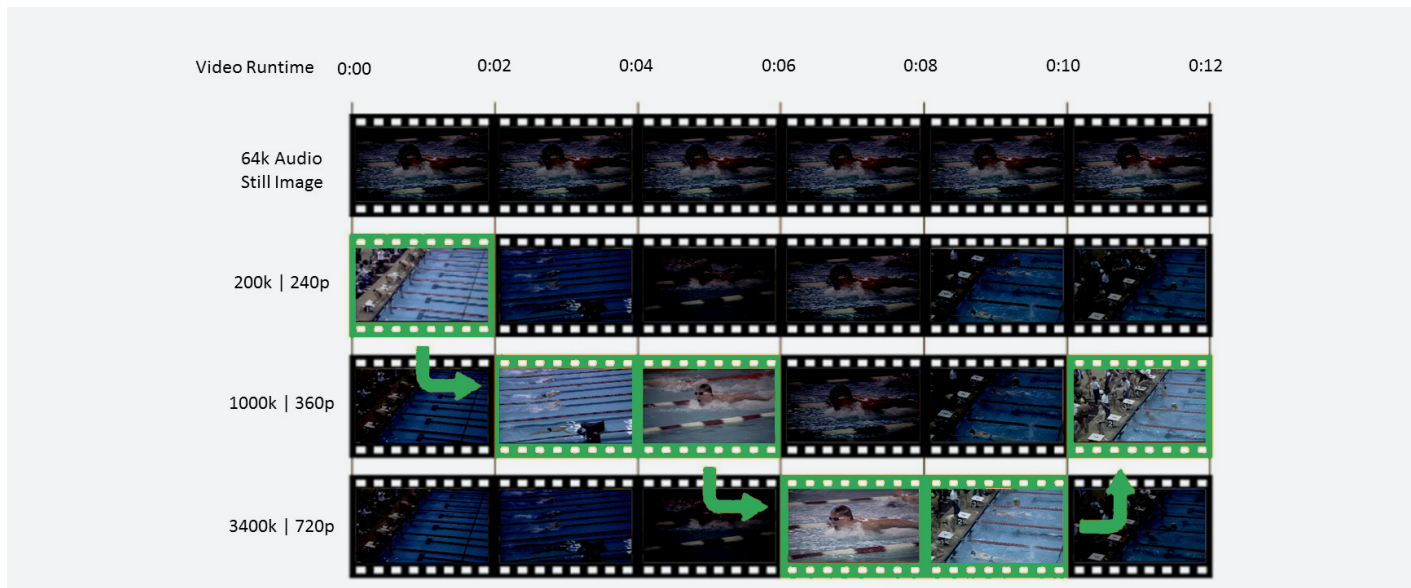 Video Runtime 0:00 0:02 0:04 0:06 0:08 0:10 0:12
64k Audio
Still Image
200k | 240p
1000k | 360p
3400k | 720p